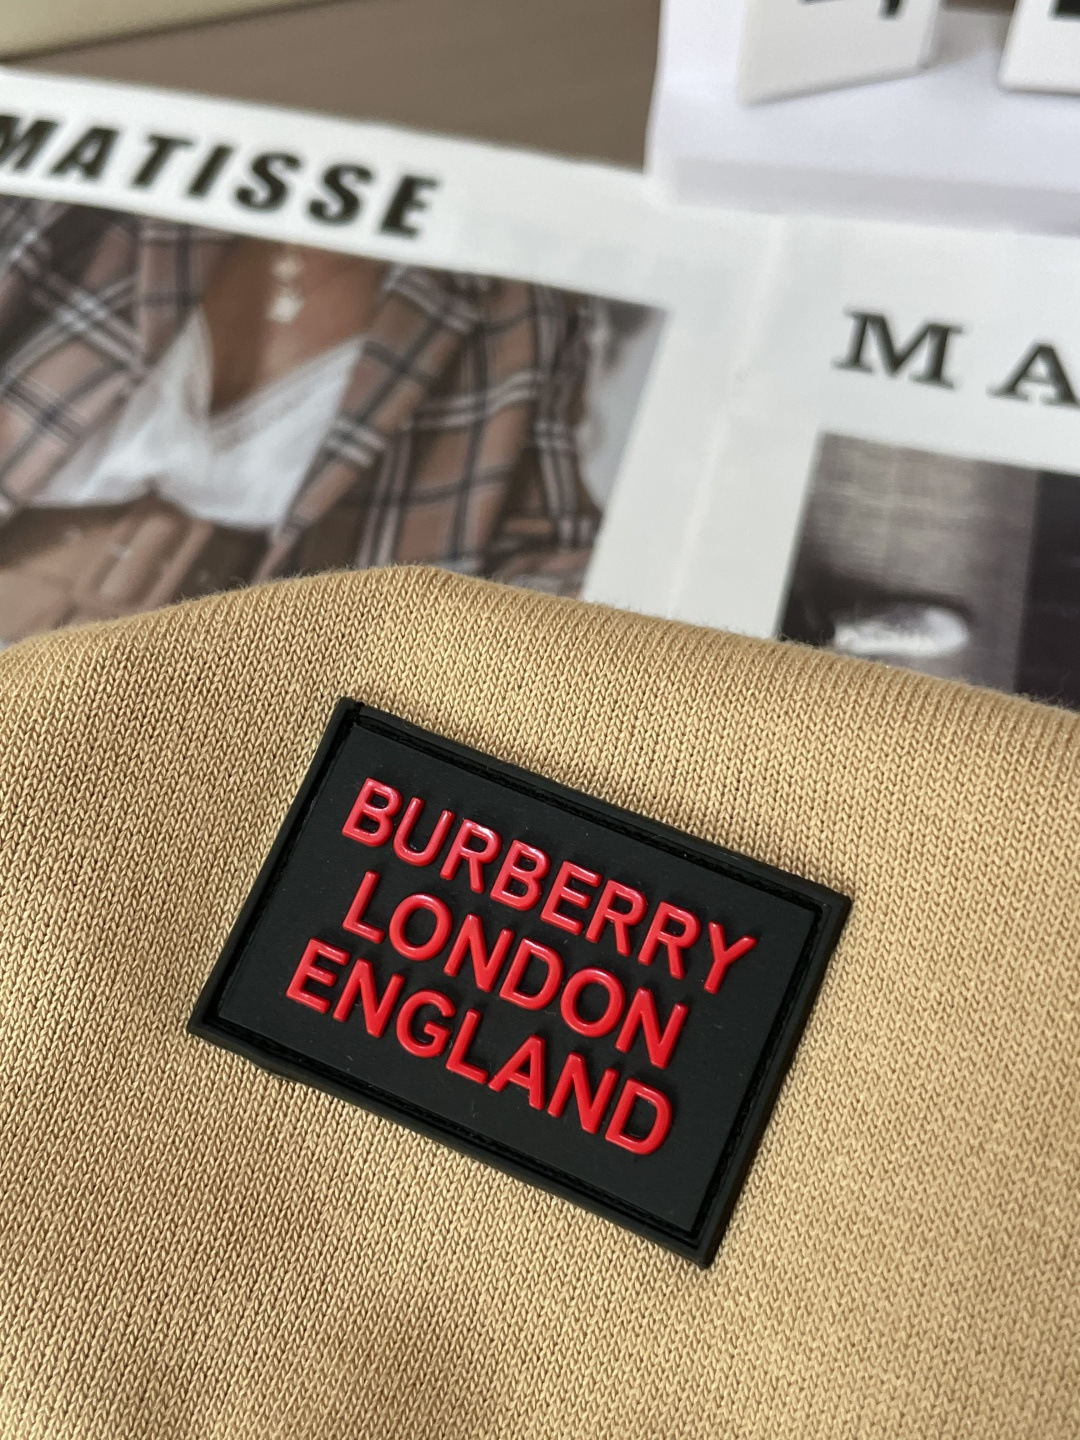 MATISSE
MA
BURBERRY
LONDON
ENGLAND